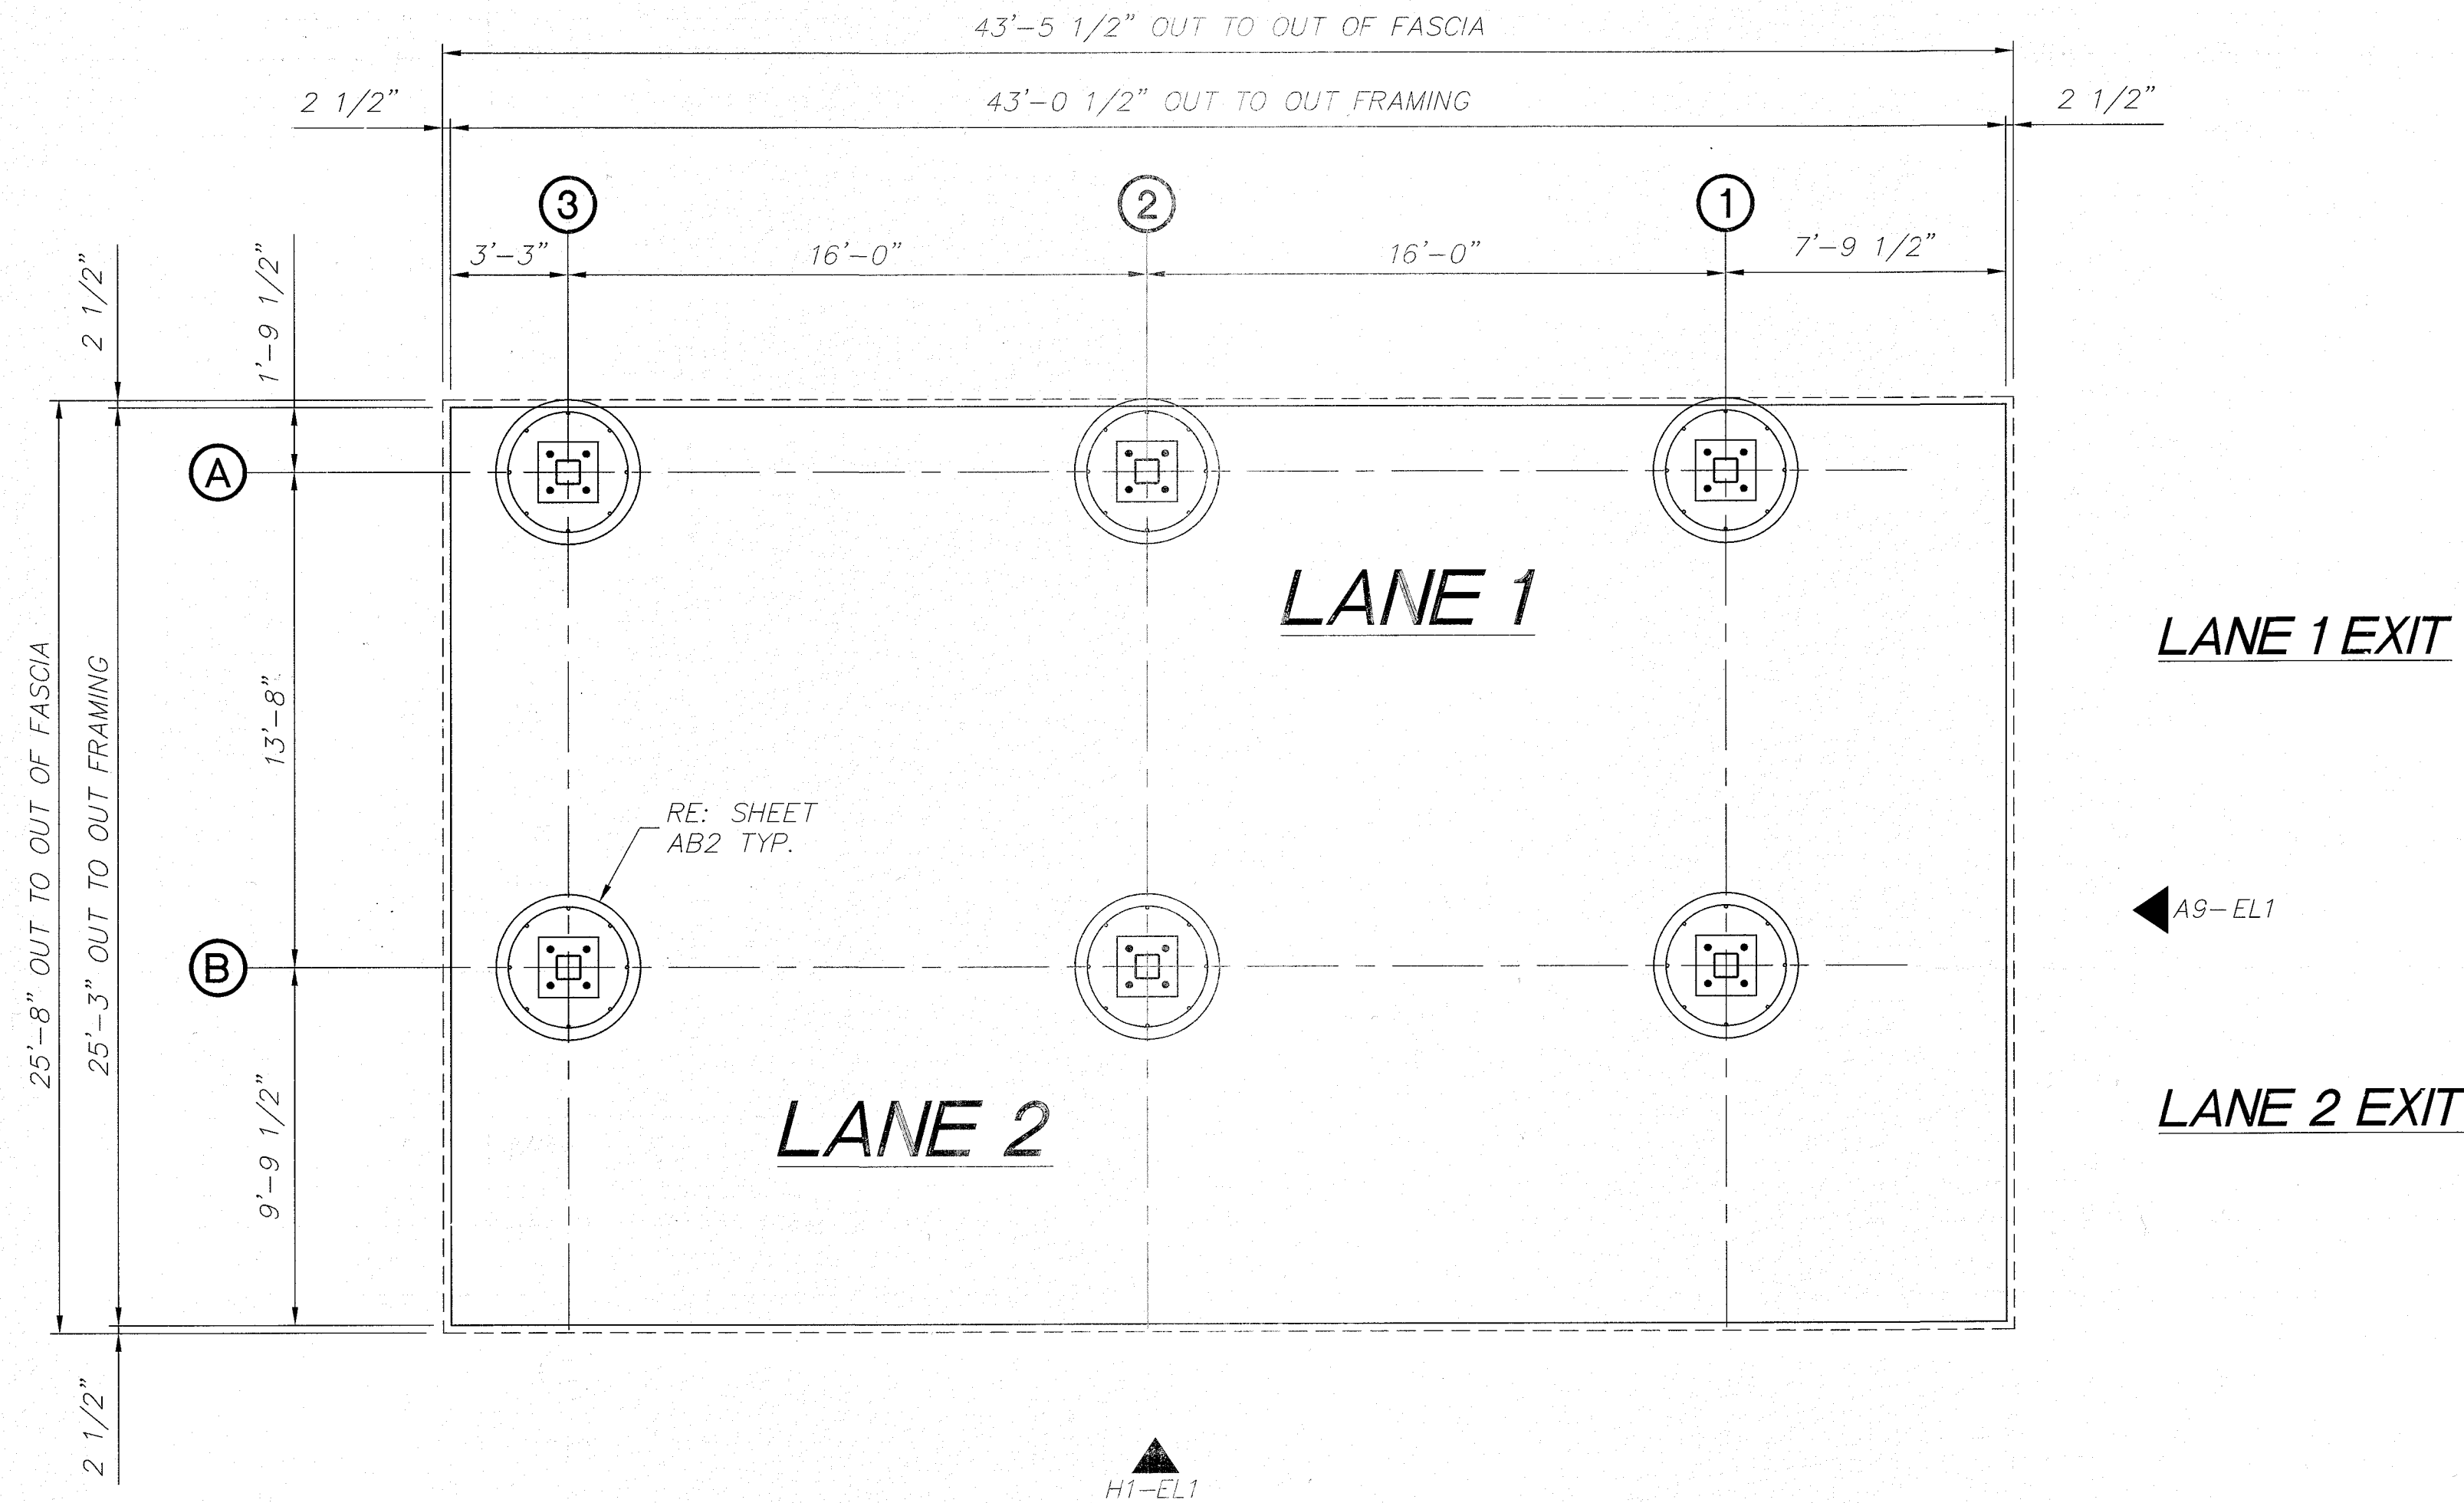 43'-5 1/2" OUT TO OUT OF FASCIA
2 1/2"
43'-0 1/2" OUT TO OUT FRAMING
2 1/2"
3
2
1
3'-3"
16'-0"
16'-0"
7'-9 1/2"
2 1/2"
1'-9 1/2"
A
LANE 1
LANE 1 EXIT
25'-8" OUT TO OUT OF FASCIA
25'-3" OUT TO OUT FRAMING
13'-8"
RE: SHEET
AB2 TYP.
A9-EL1
B
9'-9 1/2"
LANE 2
LANE 2 EXIT
2 1/2"
H1-EL1